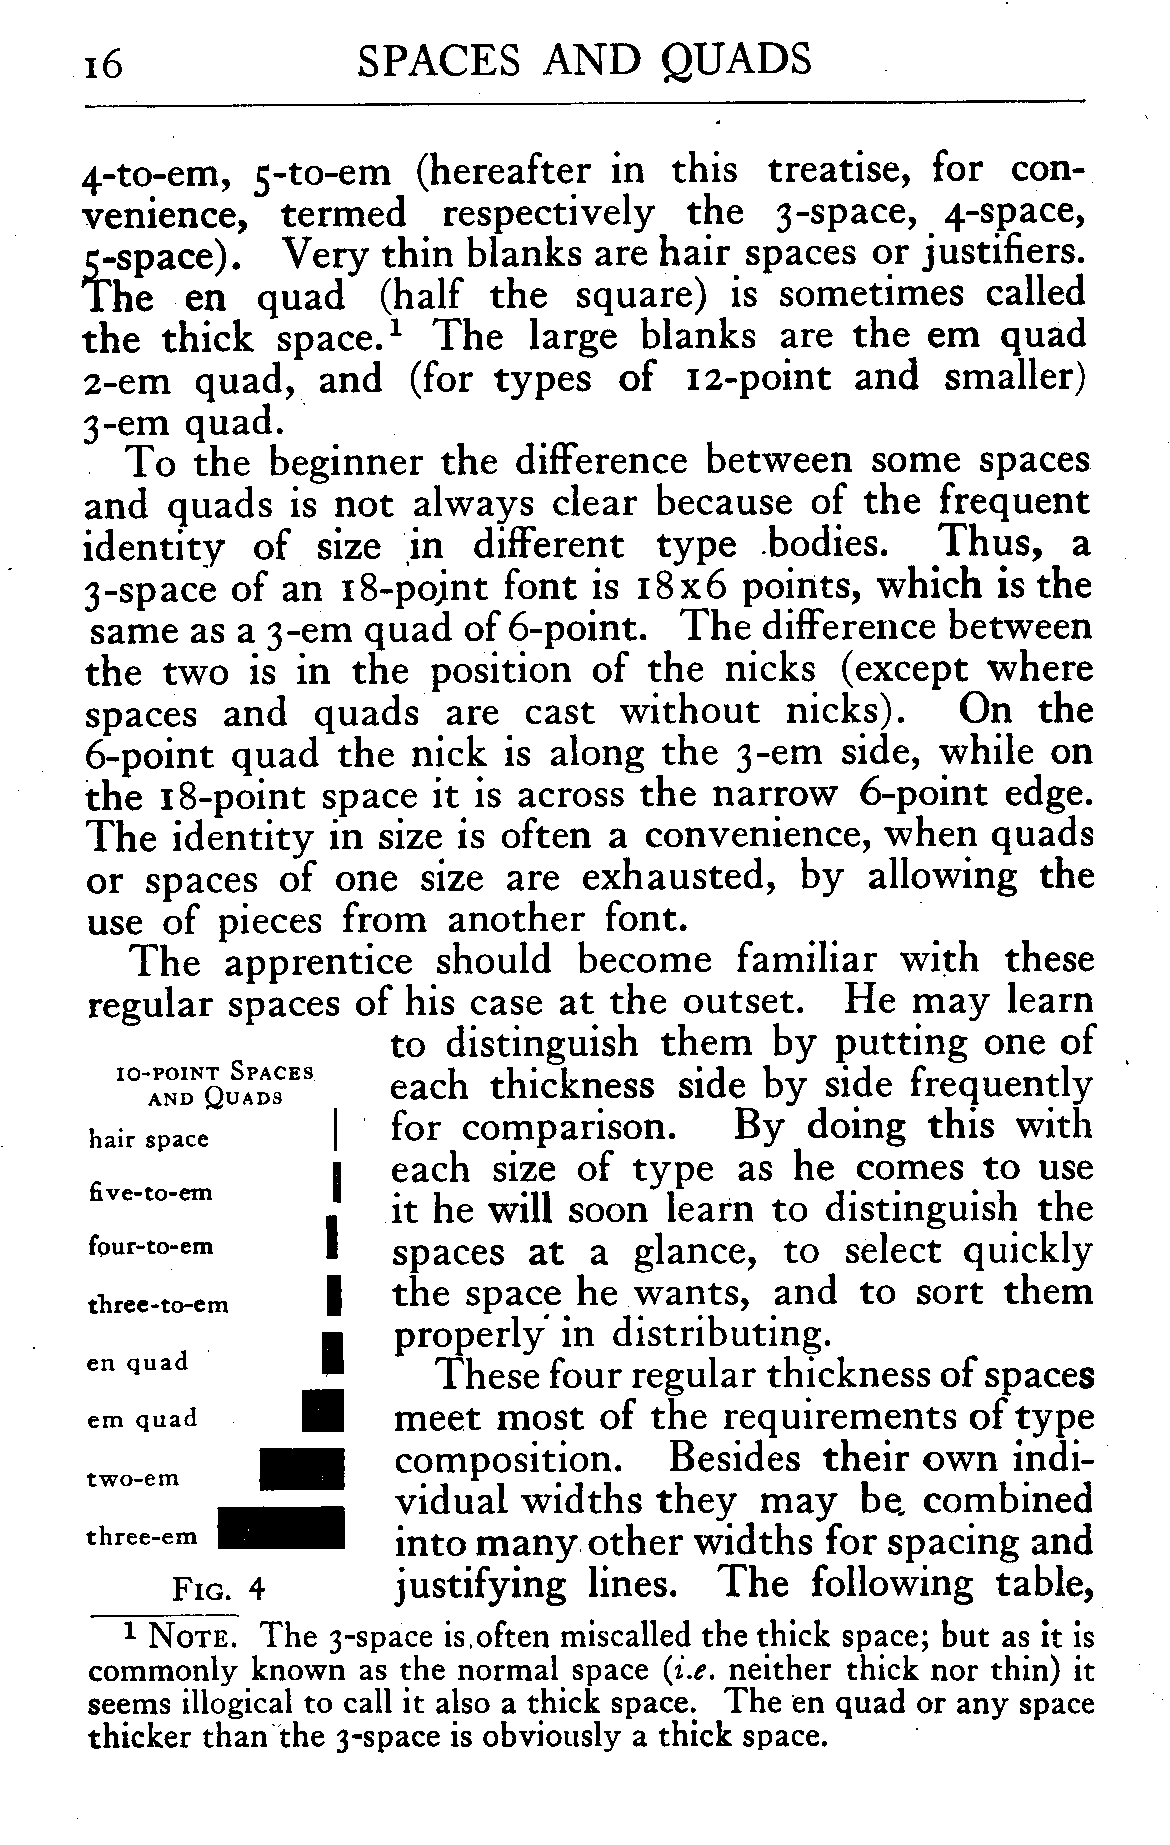 16 SPACES AND QUADS
4-to-em, 5-to-em (hereafter in this treatise, for con-
venience, termed respectively the 3-space, 4-space,
5-space). Very thin blanks are hair spaces or justifiers.
The en quad (half the square) is sometimes called
the thick space.¹ The large blanks are the em quad
2-em quad, and (for types of 12-point and smaller)
3-em quad.
To the beginner the difference between some spaces
and quads is not always clear because of the frequent
identity of size in different type bodies. Thus, a
3-space of an 18-point font is 18x6 points, which is the
same as a 3-em quad of 6-point. The difference between
the two is in the position of the nicks (except where
spaces and quads are cast without nicks). On the
6-point quad the nick is along the 3-em side, while on
the 18-point space it is across the narrow 6-point edge.
The identity in size is often a convenience, when quads
or spaces of one size are exhausted, by allowing the
use of pieces from another font.
The apprentice should become familiar with these
regular spaces of his case at the outset. He may learn
to distinguish them by putting one of
each thickness side by side frequently
for comparison. By doing this with
each size of type as he comes to use
it he will soon learn to distinguish the
spaces at a glance, to select quickly
the space he wants, and to sort them
properly in distributing.
These four regular thickness of spaces
meet most of the requirements of type
composition. Besides their own indi-
vidual widths they may be combined
into many other widths for spacing and
justifying lines. The following table,
10-POINT SPACES
AND QUADS
hair space
five-to-em
four-to-em
three-to-em
en quad
em quad
two-em
three-em
FIG. 4
¹ NOTE. The 3-space is often miscalled the thick space; but as it is
commonly known as the normal space (i.e. neither thick nor thin) it
seems illogical to call it also a thick space. The en quad or any space
thicker than the 3-space is obviously a thick space.